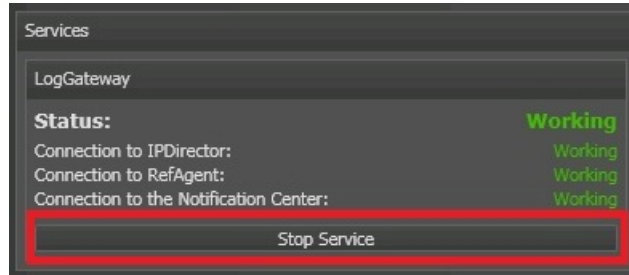 Services
LogGateway
Status: Working
Connection to IPDirector: Working
Connection to RefAgent: Working
Connection to the Notification Center: Working
Stop Service